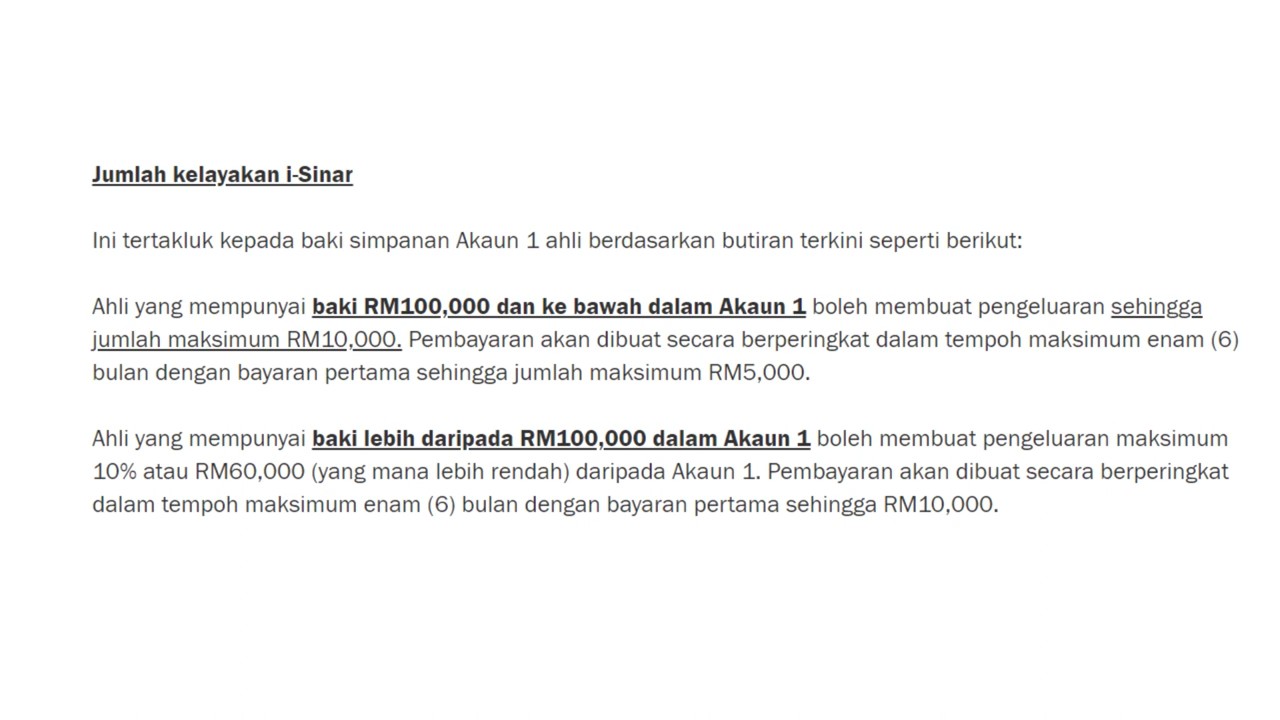 Jumlah kelayakan i-Sinar
Ini tertakluk kepada baki simpanan Akaun 1 ahli berdasarkan butiran terkini seperti berikut:
Ahli yang mempunyai baki RM100,000 dan ke bawah dalam Akaun 1 boleh membuat pengeluaran sehingga
jumlah maksimum RM10,000. Pembayaran akan dibuat secara berperingkat dalam tempoh maksimum enam (6)
bulan dengan bayaran pertama sehingga jumlah maksimum RM5,000.
Ahli yang mempunyai baki lebih daripada RM100,000 dalam Akaun 1 boleh membuat pengeluaran maksimum
10% atau RM60,000 (yang mana lebih rendah) daripada Akaun 1. Pembayaran akan dibuat secara berperingkat
dalam tempoh maksimum enam (6) bulan dengan bayaran pertama sehingga RM10,000.